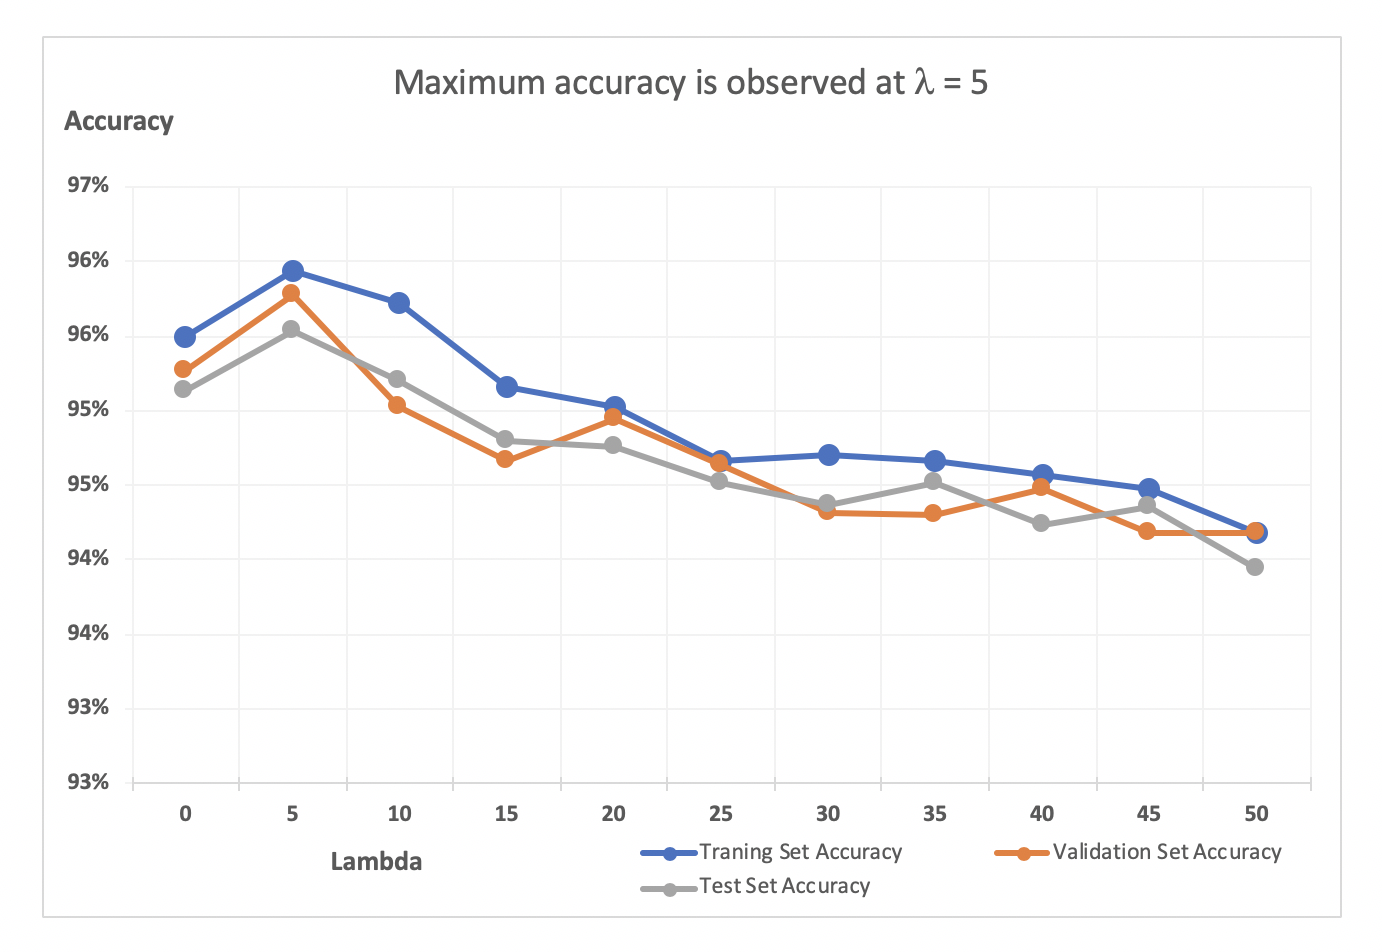 Maximum accuracy is observed at λ = 5
Accuracy
97%
96%
96%
95%
95%
94%
94%
93%
93%
0 5 10 15 20 25 30 35 40 45 50
Lambda
Traning Set Accuracy
Validation Set Accuracy
Test Set Accuracy